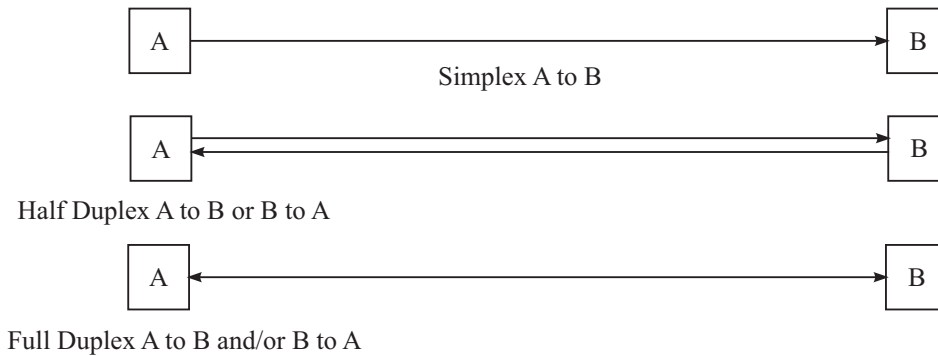 A B
Simplex A to B
A B
Half Duplex A to B or B to A
A B
Full Duplex A to B and/or B to A